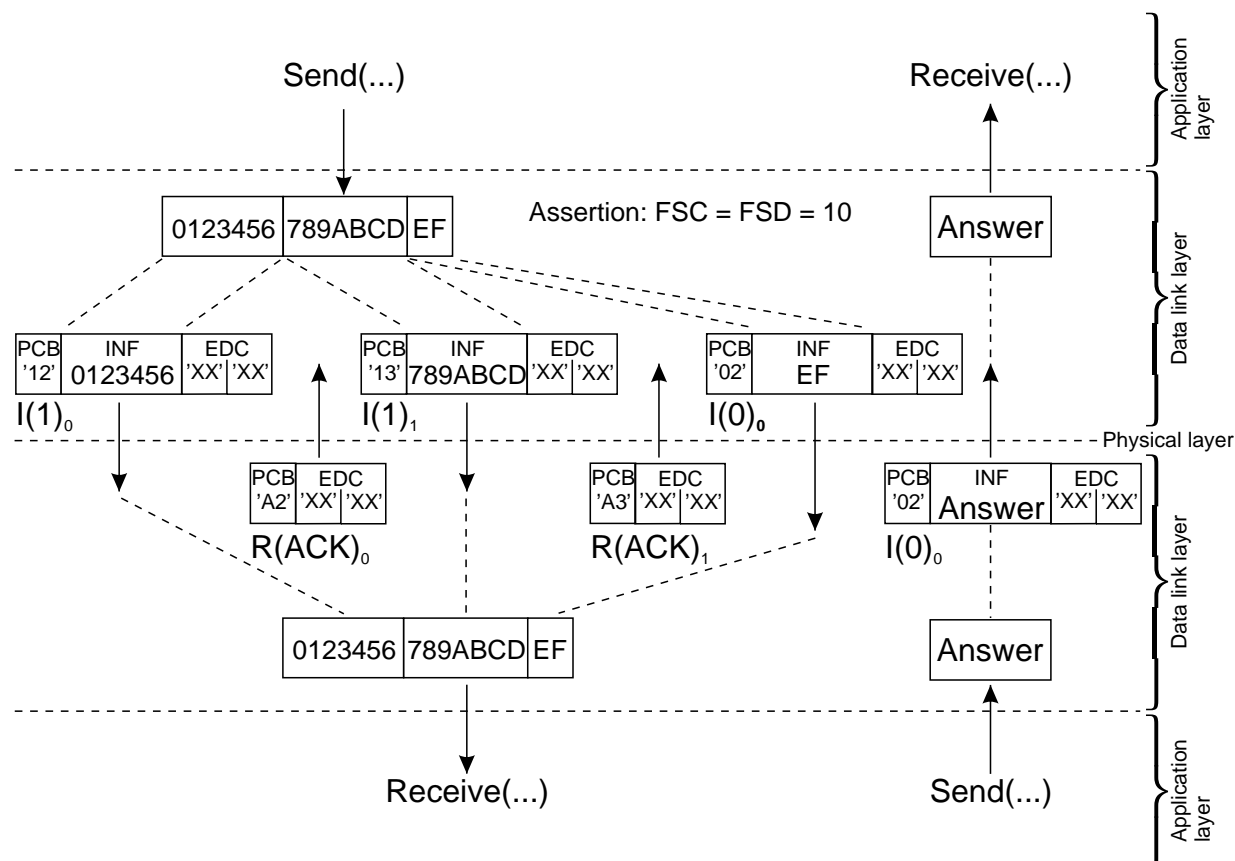 Send(...)
Receive(...)
Application
layer
0123456 789ABCD EF
Assertion: FSC = FSD = 10
Answer
Data link layer
PCB INF EDC
'12' 0123456 'XX' 'XX'
I(1)₀
PCB INF EDC
'13' 789ABCD 'XX' 'XX'
I(1)₁
PCB INF EDC
'02' EF 'XX' 'XX'
I(0)₀
Physical layer
PCB EDC
'A2' 'XX' 'XX'
R(ACK)₀
PCB EDC
'A3' 'XX' 'XX'
R(ACK)₁
PCB INF EDC
'02' Answer 'XX' 'XX'
I(0)₀
Data link layer
0123456 789ABCD EF
Answer
Receive(...)
Send(...)
Application
layer